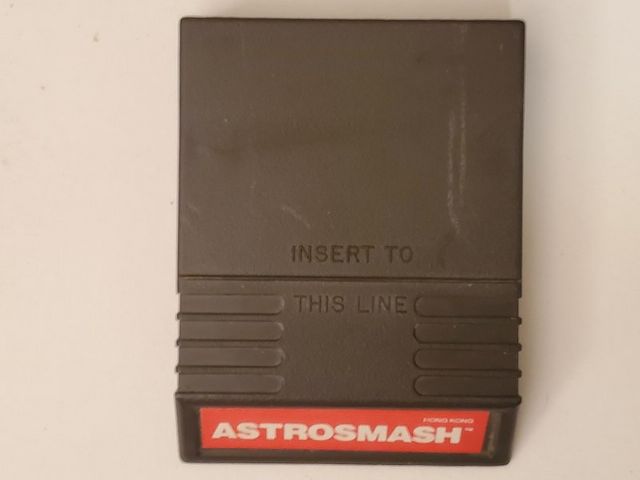 INSERT TO
THIS LINE
HONG KONG
ASTROSMASH™